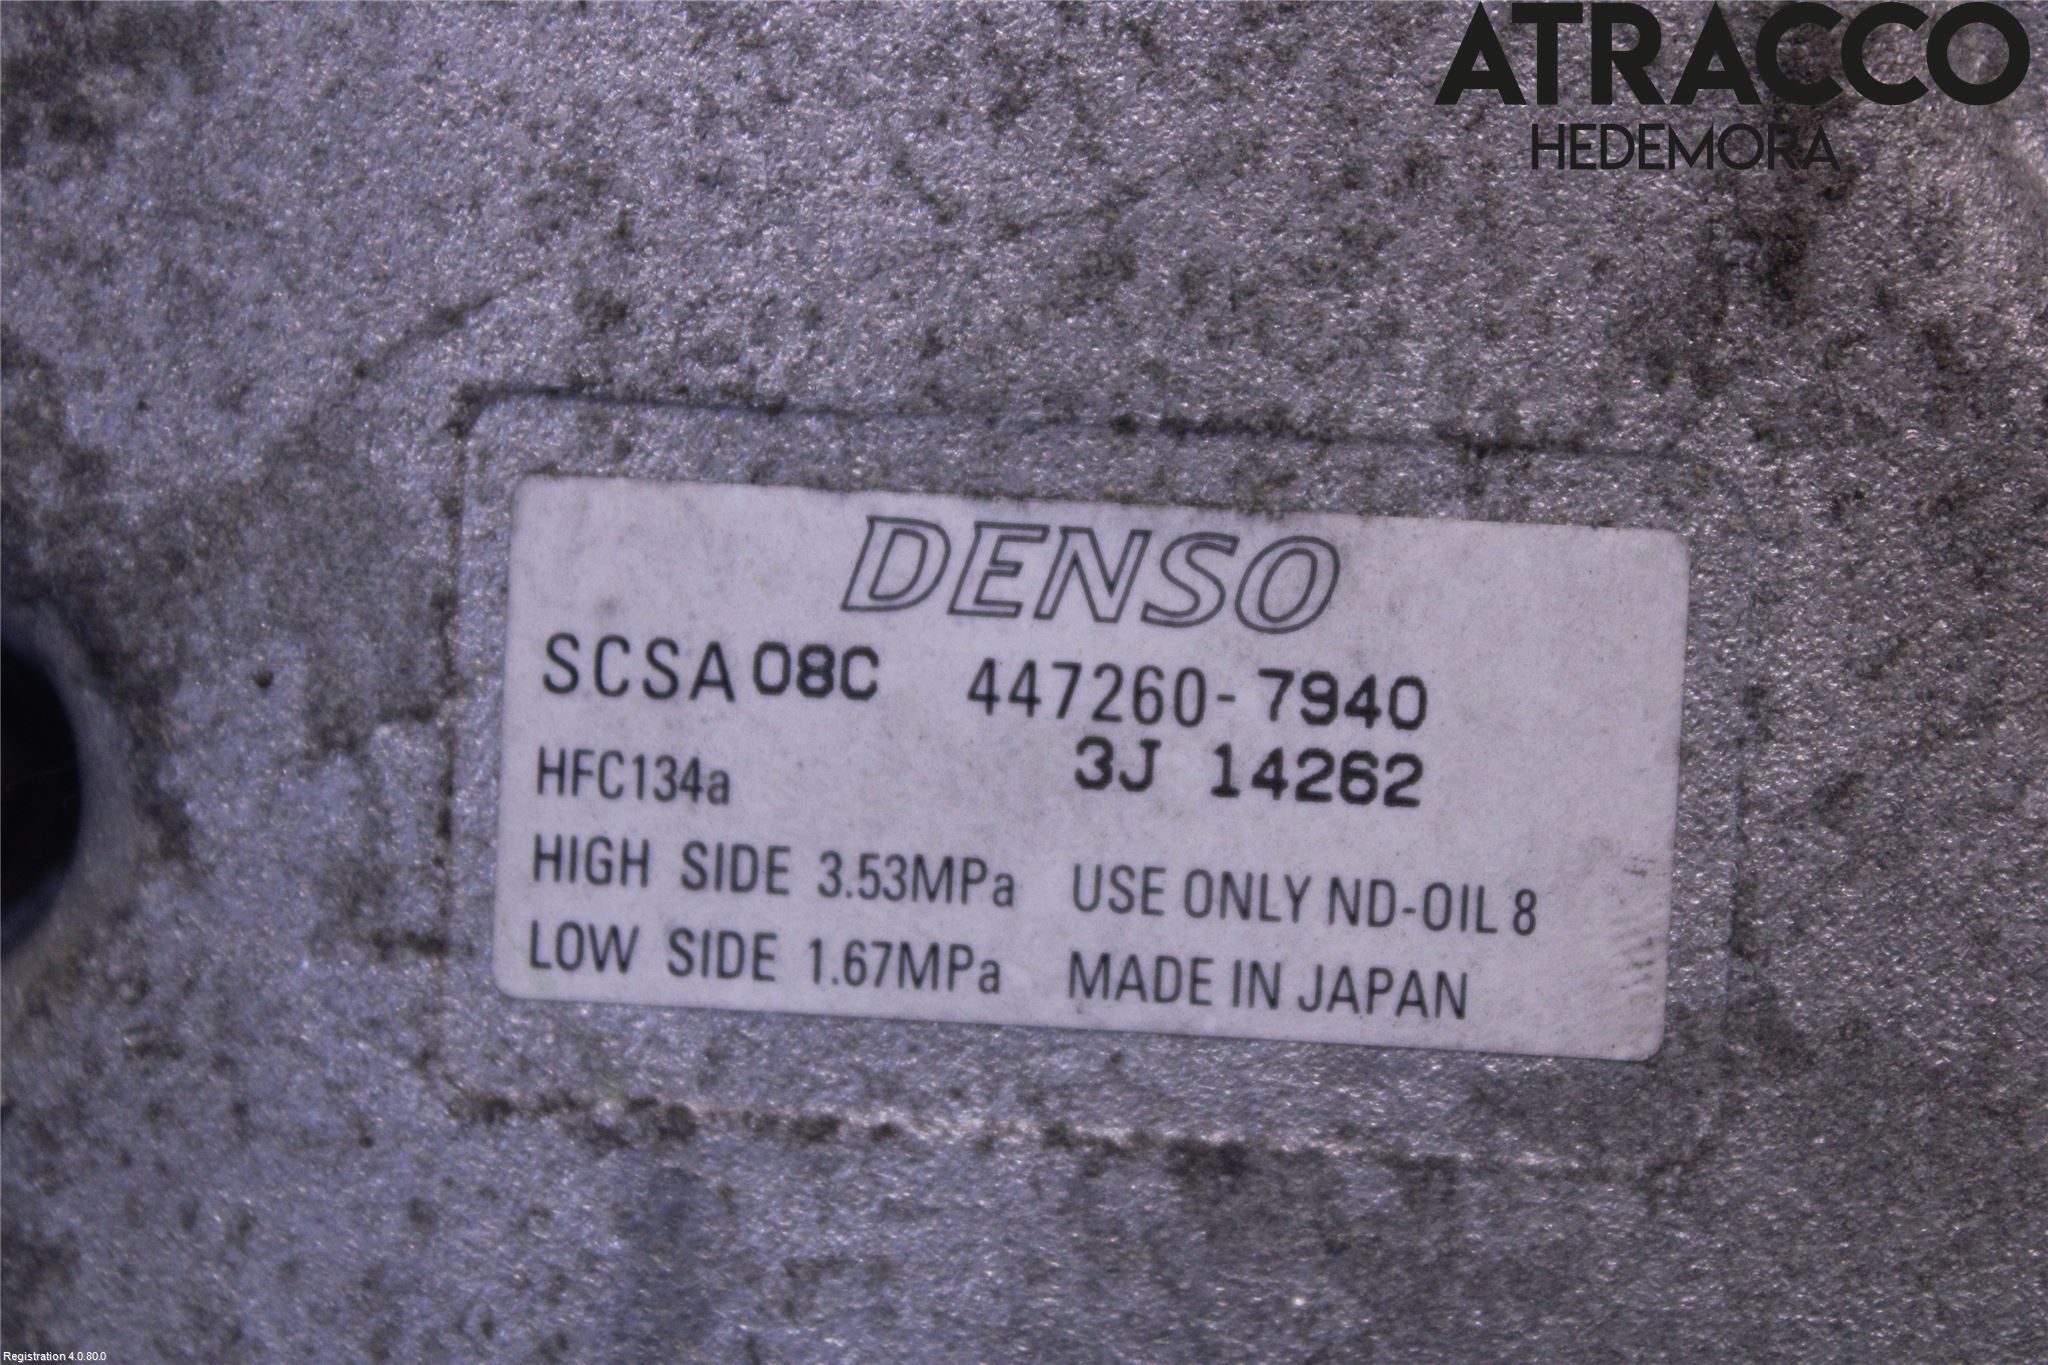 ATRACCO
HEDEMORA
DENSO
SCSA08C 447260-7940
HFC134a 3J 14262
HIGH SIDE 3.53MPa USE ONLY ND-OIL 8
LOW SIDE 1.67MPa MADE IN JAPAN
Registration 4.0.80.0